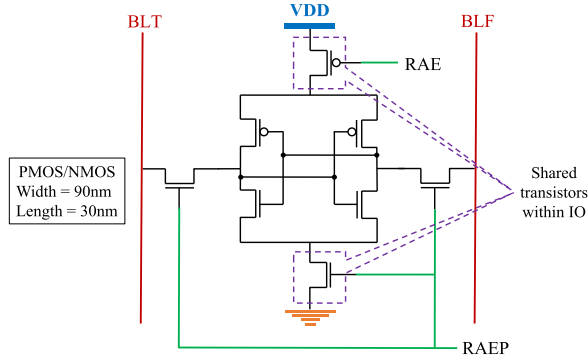 VDD
BLT
BLF
RAE
PMOS/NMOS
Width = 90nm
Length = 30nm
Shared
transistors
within IO
RAEP